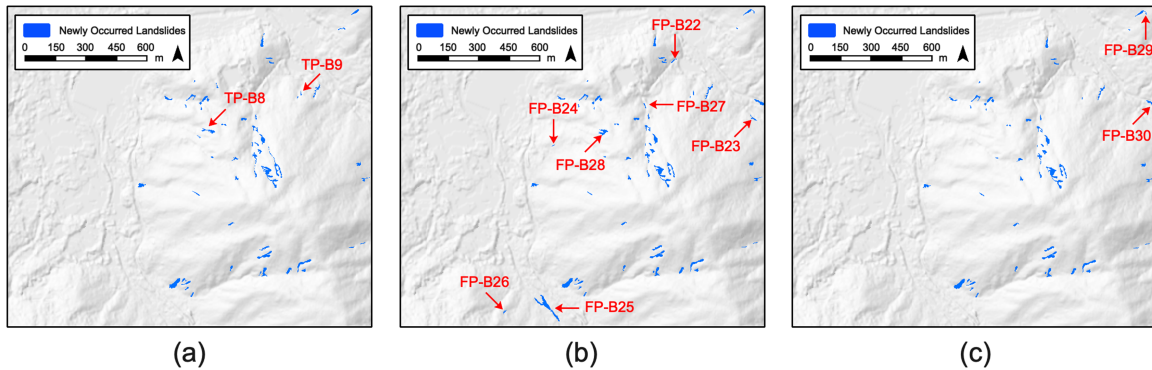 Newly Occurred Landslides
0 150 300 450 600 m
TP-B9
TP-B8
(a)
Newly Occurred Landslides
0 150 300 450 600 m
FP-B22
FP-B24
FP-B27
FP-B28
FP-B23
FP-B26
FP-B25
(b)
Newly Occurred Landslides
0 150 300 450 600 m
FP-B29
FP-B30
(c)